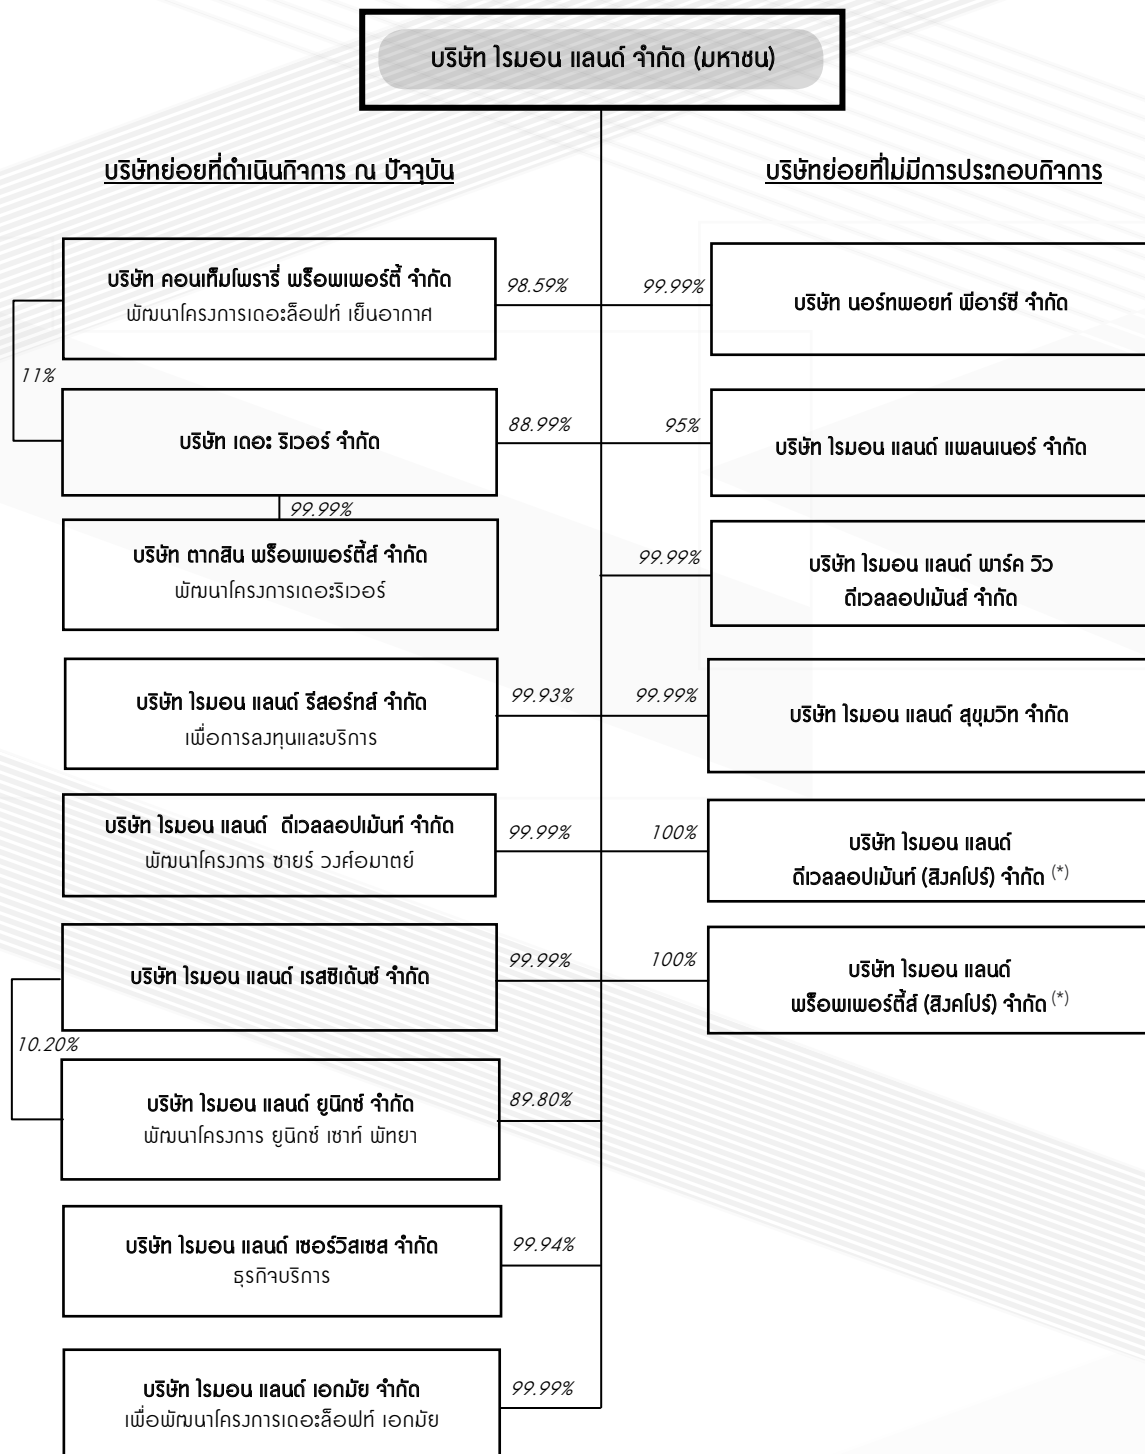 บริษัท ไรมอน แลนด์ จำกัด (มหาชน)
บริษัทย่อยที่ดำเนินกิจการ ณ ปัจจุบัน
บริษัท คอนเท็มโพรารี่ พร็อพเพอร์ตี้ จำกัด
พัฒนาโครงการเดอะล็อฟท์ เย็นอากาศ
98.59%
11%
บริษัท เดอะ ริเวอร์ จำกัด
88.99%
99.99%
บริษัท ตากสิน พร็อพเพอร์ตี้ส์ จำกัด
พัฒนาโครงการเดอะริเวอร์
บริษัท ไรมอน แลนด์ รีสอร์ทส์ จำกัด
เพื่อการลงทุนและบริการ
99.93%
บริษัท ไรมอน แลนด์ ดีเวลลอปเม้นท์ จำกัด
พัฒนาโครงการ ซายร์ วงศ์อมาตย์
99.99%
บริษัท ไรมอน แลนด์ เรสซิเด้นซ์ จำกัด
99.99%
10.20%
บริษัท ไรมอน แลนด์ ยูนิกซ์ จำกัด
พัฒนาโครงการ ยูนิกซ์ เซาท์ พัทยา
89.80%
บริษัท ไรมอน แลนด์ เซอร์วิสเซส จำกัด
ธุรกิจบริการ
99.94%
บริษัท ไรมอน แลนด์ เอกมัย จำกัด
เพื่อพัฒนาโครงการเดอะล็อฟท์ เอกมัย
99.99%
บริษัทย่อยที่ไม่มีการประกอบกิจการ
99.99%
บริษัท นอร์ทพอยท์ พีอาร์ซี จำกัด
95%
บริษัท ไรมอน แลนด์ แพลนเนอร์ จำกัด
99.99%
บริษัท ไรมอน แลนด์ พาร์ค วิว
ดีเวลลอปเม้นส์ จำกัด
99.99%
บริษัท ไรมอน แลนด์ สุขุมวิท จำกัด
100%
บริษัท ไรมอน แลนด์
ดีเวลลอปเม้นท์ (สิงคโปร์) จำกัด (*)
100%
บริษัท ไรมอน แลนด์
พร็อพเพอร์ตี้ส์ (สิงคโปร์) จำกัด (*)